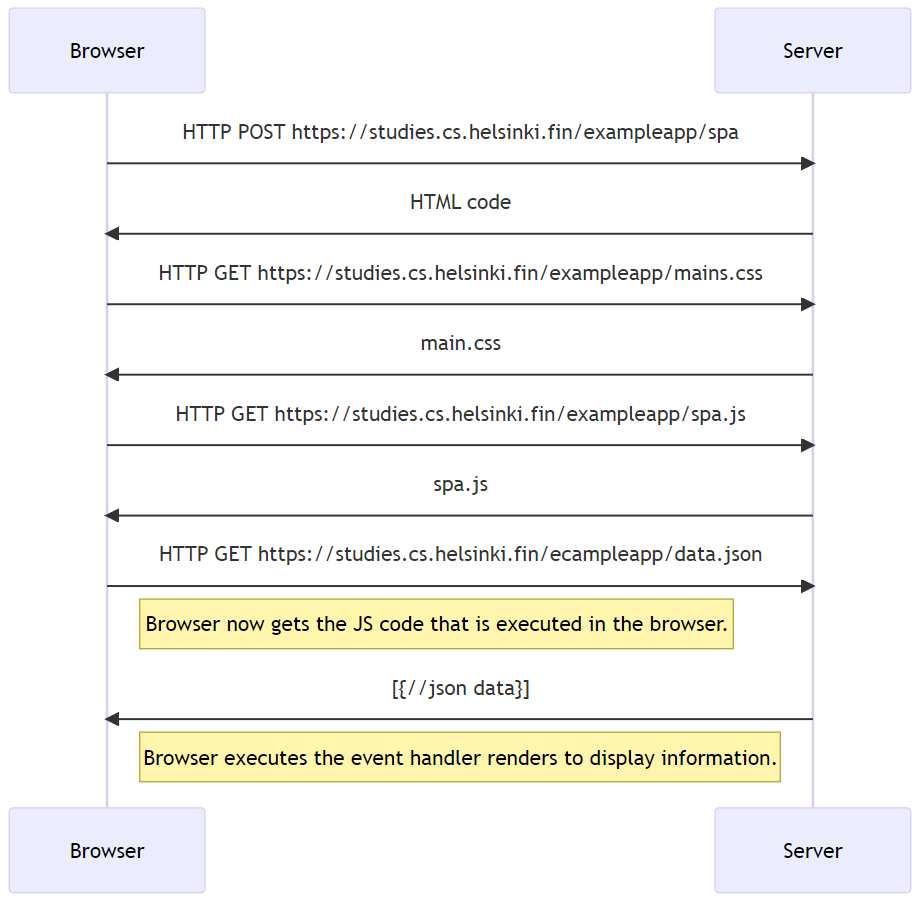 Browser
Server
HTTP POST https://studies.cs.helsinki.fin/exampleapp/spa
HTML code
HTTP GET https://studies.cs.helsinki.fin/exampleapp/mains.css
main.css
HTTP GET https://studies.cs.helsinki.fin/exampleapp/spa.js
spa.js
HTTP GET https://studies.cs.helsinki.fin/ecampleapp/data.json
Browser now gets the JS code that is executed in the browser.
[{//json data}]
Browser executes the event handler renders to display information.
Browser
Server